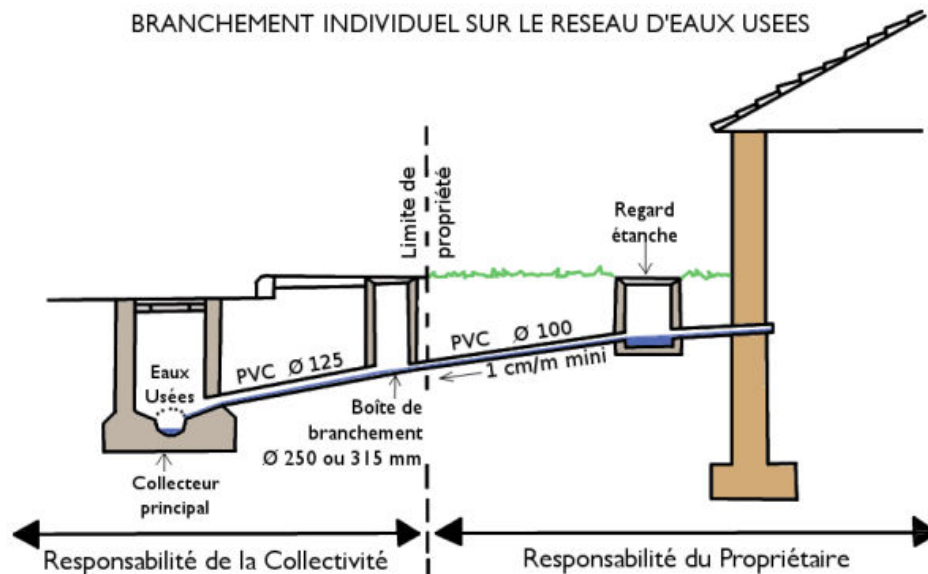 BRANCHEMENT INDIVIDUEL SUR LE RESEAU D'EAUX USEES
Limite de
propriété
Regard
étanche
PVC Ø 100
1 cm/m mini
PVC Ø 125
Eaux
Usées
Boîte de
branchement
Ø 250 ou 315 mm
Collecteur
principal
Responsabilité de la Collectivité
Responsabilité du Propriétaire